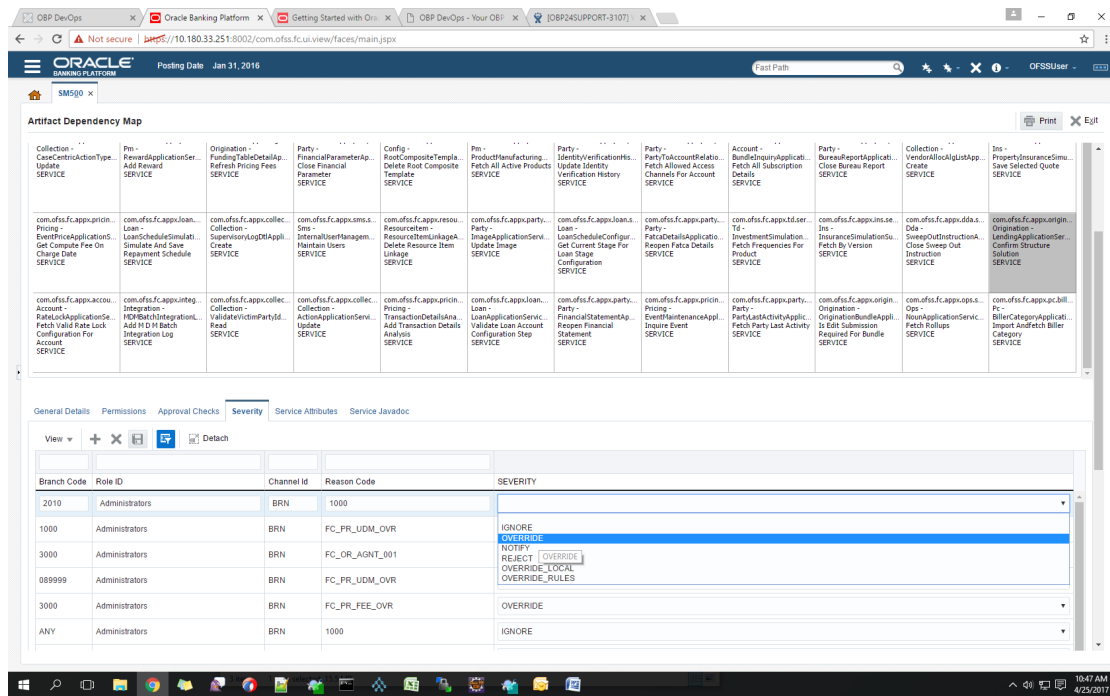 OBP DevOps
Oracle Banking Platform
Getting Started with Ora
OBP DevOps - Your OBP
[OBP24SUPPORT-3107]
Not secure | https://10.180.33.251:8002/com.ofss.fc.ui.view/faces/main.jspx
ORACLE
BANKING PLATFORM
Posting Date Jan 31, 2016
Fast Path
OFSSUser
SM500
Artifact Dependency Map
Print
Exit
Collection -
CaseCentricActionType...
Update
SERVICE
Pm -
RewardApplicationSer...
Add Reward
SERVICE
Origination -
FundingTableDetailAp...
Refresh Pricing Fees
SERVICE
Party -
FinancialParameterAp...
Close Financial
Parameter
SERVICE
Config -
RootCompositeTempla...
Delete Root Composite
Template
SERVICE
Pm -
ProductManufacturing...
Fetch All Active Products
SERVICE
Party -
IdentityVerificationHis...
Update Identity
Verification History
SERVICE
Party -
PartyToAccountRelatio...
Fetch Allowed Access
Channels For Account
SERVICE
Account -
BundleInquiryApplicati...
Fetch All Subscription
Details
SERVICE
Party -
BureauReportApplicati...
Close Bureau Report
SERVICE
Collection -
VendorAllocAlgListApp...
Create
SERVICE
Ins -
PropertyInsuranceSimu...
Save Selected Quote
SERVICE
com.ofss.fc.appx.pricin...
Pricing -
EventPriceApplicationS...
Get Compute Fee On
Charge Date
SERVICE
com.ofss.fc.appx.loan....
Loan -
LoanScheduleSimulati...
Simulate And Save
Repayment Schedule
SERVICE
com.ofss.fc.appx.collec...
Collection -
SupervisoryLogDtlAppli...
Create
SERVICE
com.ofss.fc.appx.sms.s...
Sms -
InternalUserManagem...
Maintain Users
SERVICE
com.ofss.fc.appx.resou...
Resourceitem -
ResourceItemLinkageA...
Delete Resource Item
Linkage
SERVICE
com.ofss.fc.appx.party....
Party -
ImageApplicationServi...
Update Image
SERVICE
com.ofss.fc.appx.loan.s...
Loan -
LoanScheduleConfigur...
Get Current Stage For
Loan Stage
Configuration
SERVICE
com.ofss.fc.appx.party....
Party -
FatcaDetailsApplicatio...
Reopen Fatca Details
SERVICE
com.ofss.fc.appx.td.ser...
Td -
InvestmentSimulation...
Fetch Frequencies For
Product
SERVICE
com.ofss.fc.appx.ins.se...
Ins -
InsuranceSimulationSu...
Fetch By Version
SERVICE
com.ofss.fc.appx.dda.s...
Dda -
SweepOutInstructionA...
Close Sweep Out
Instruction
SERVICE
com.ofss.fc.appx.origin...
Origination -
LendingApplicationSer...
Confirm Structure
Solution
SERVICE
com.ofss.fc.appx.accou...
Account -
RateLockApplicationSe...
Fetch Valid Rate Lock
Configuration For
Account
SERVICE
com.ofss.fc.appx.integ...
Integration -
MDMBatchIntegrationL...
Add M D M Batch
Integration Log
SERVICE
com.ofss.fc.appx.collec...
Collection -
ValidateVictimPartyId...
Read
SERVICE
com.ofss.fc.appx.collec...
Collection -
ActionApplicationServi...
Update
SERVICE
com.ofss.fc.appx.pricin...
Pricing -
TransactionDetailsAna...
Add Transaction Details
Analysis
SERVICE
com.ofss.fc.appx.loan....
Loan -
LoanApplicationServic...
Validate Loan Account
Configuration Step
SERVICE
com.ofss.fc.appx.party....
Party -
FinancialStatementAp...
Reopen Financial
Statement
SERVICE
com.ofss.fc.appx.pricin...
Pricing -
EventMaintenanceAppl...
Inquire Event
SERVICE
com.ofss.fc.appx.party....
Party -
PartyLastActivityApplic...
Fetch Party Last Activity
SERVICE
com.ofss.fc.appx.origin...
Origination -
OriginationBundleAppli...
Is Edit Submission
Required For Bundle
SERVICE
com.ofss.fc.appx.ops.s...
Ops -
NounApplicationServic...
Fetch Rollups
SERVICE
com.ofss.fc.appx.pc.bill...
Pc -
BillerCategoryApplicati...
Import Andfetch Biller
Category
SERVICE
General Details Permissions Approval Checks Severity Service Attributes Service Javadoc
View Detach
Branch Code Role ID Channel Id Reason Code SEVERITY
2010 Administrators BRN 1000
1000 Administrators BRN FC_PR_UDM_OVR
3000 Administrators BRN FC_OR_AGNT_001
089999 Administrators BRN FC_PR_UDM_OVR
IGNORE
OVERRIDE
NOTIFY
REJECT
OVERRIDE
OVERRIDE_LOCAL
OVERRIDE_RULES
3000 Administrators BRN FC_PR_FEE_OVR OVERRIDE
ANY Administrators BRN 1000 IGNORE
10:47 AM
4/25/2017